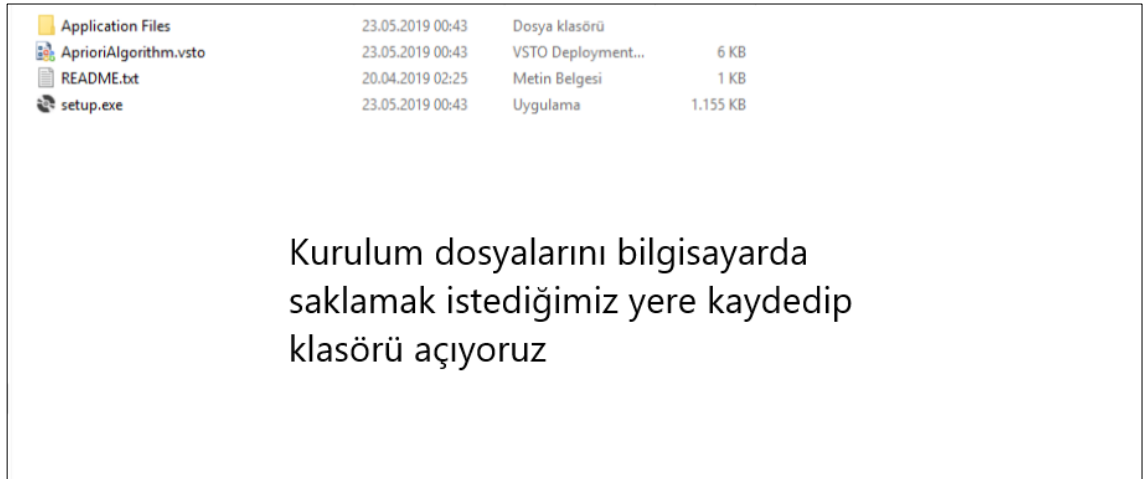 Application Files 23.05.2019 00:43 Dosya klasörü
AprioriAlgorithm.vsto 23.05.2019 00:43 VSTO Deployment... 6 KB
README.txt 20.04.2019 02:25 Metin Belgesi 1 KB
setup.exe 23.05.2019 00:43 Uygulama 1.155 KB
Kurulum dosyalarını bilgisayarda
saklamak istediğimiz yere kaydedip
klasörü açıyoruz